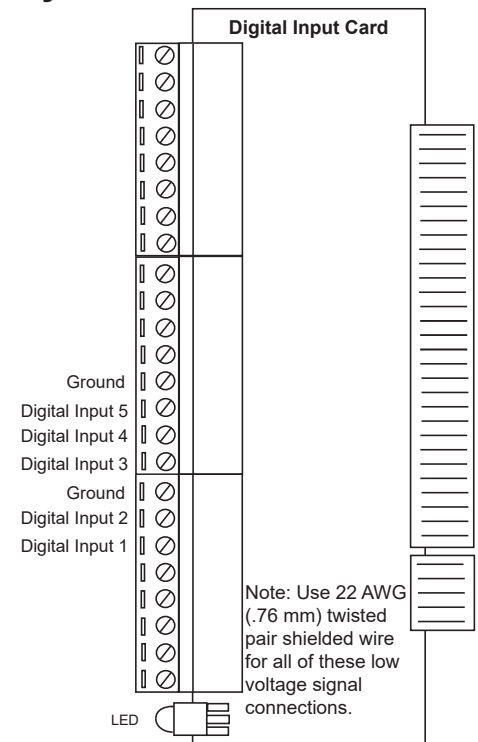 Digital Input Card
Ground
Digital Input 5
Digital Input 4
Digital Input 3
Ground
Digital Input 2
Digital Input 1
Note: Use 22 AWG
(.76 mm) twisted
pair shielded wire
for all of these low
voltage signal
connections.
LED